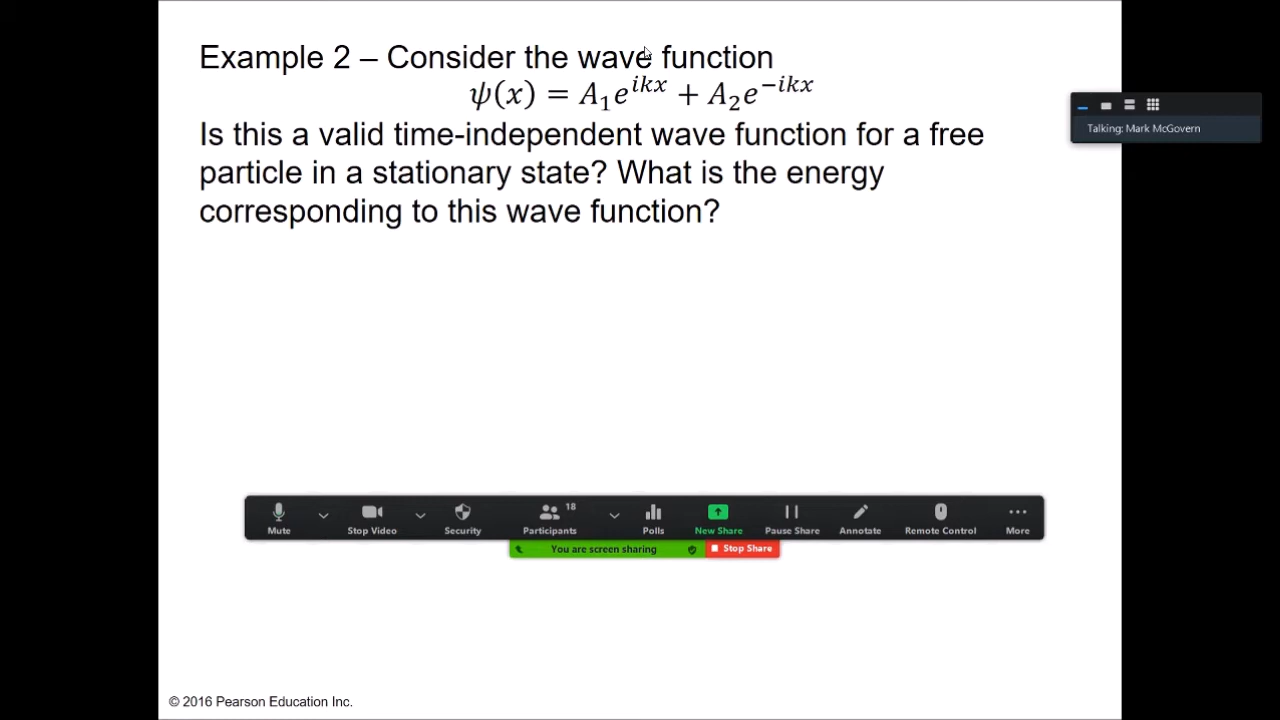 Example 2 – Consider the wave function
ψ(x) = A₁eⁱᵏˣ + A₂e⁻ⁱᵏˣ
Is this a valid time-independent wave function for a free
particle in a stationary state? What is the energy
corresponding to this wave function?
Talking: Mark McGovern
18
Mute Stop Video Security Participants Polls New Share Pause Share Annotate Remote Control More
You are screen sharing Stop Share
© 2016 Pearson Education Inc.